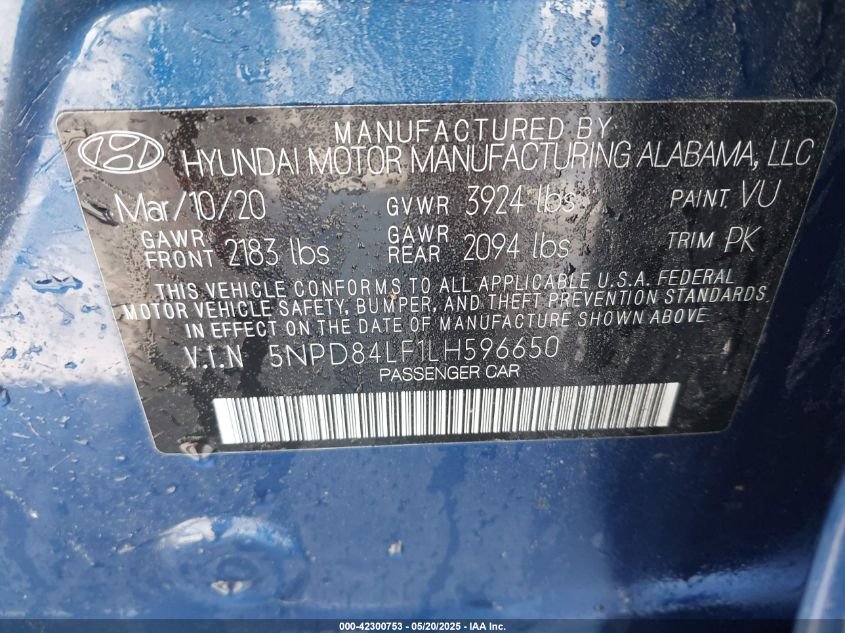 MANUFACTURED BY
HYUNDAI MOTOR MANUFACTURING ALABAMA, LLC
Mar/10/20 GVWR 3924 lbs PAINT. VU
GAWR FRONT 2183 lbs GAWR REAR 2094 lbs TRIM PK
THIS VEHICLE CONFORMS TO ALL APPLICABLE U.S.A. FEDERAL
MOTOR VEHICLE SAFETY, BUMPER, AND THEFT PREVENTION STANDARDS
IN EFFECT ON THE DATE OF MANUFACTURE SHOWN ABOVE
V.I.N 5NPD84LF1LH596650
PASSENGER CAR
000-42300753 - 05/20/2025 - IAA Inc.